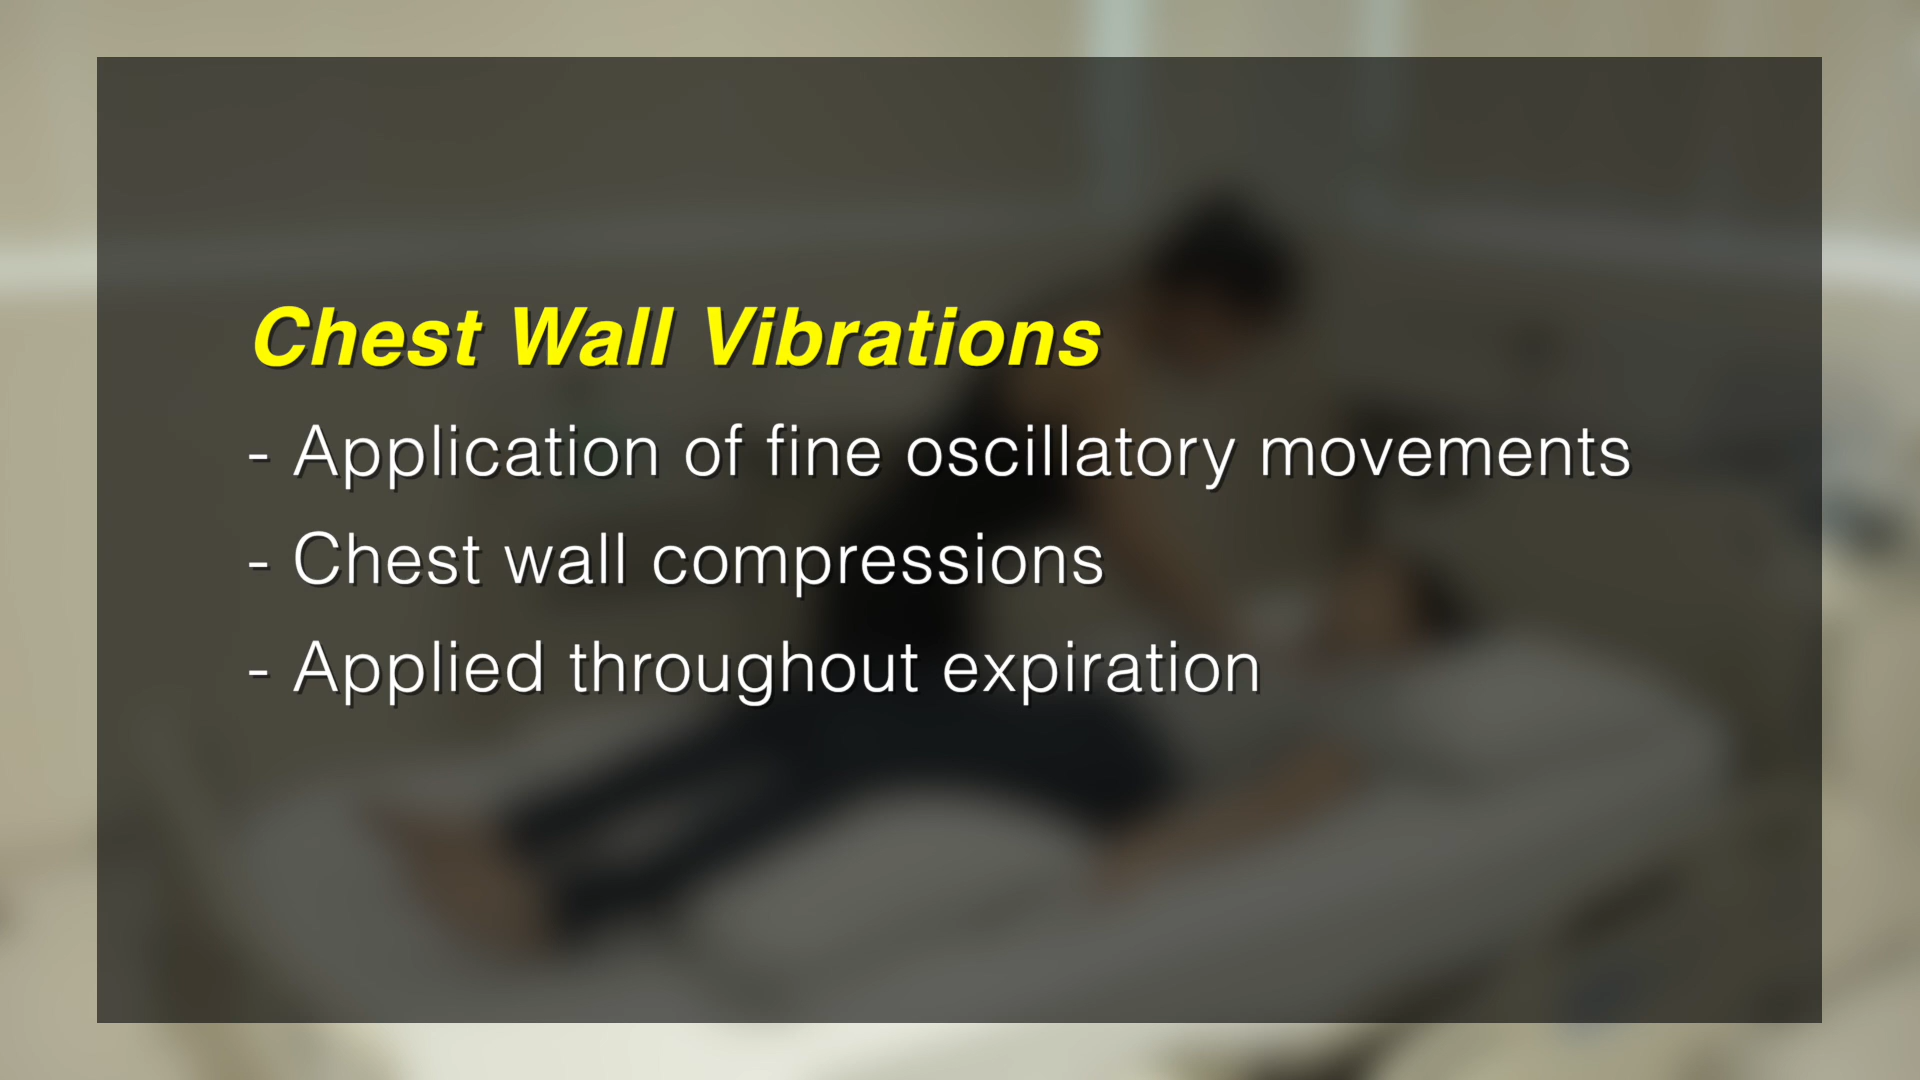 Chest Wall Vibrations
- Application of fine oscillatory movements
- Chest wall compressions
- Applied throughout expiration